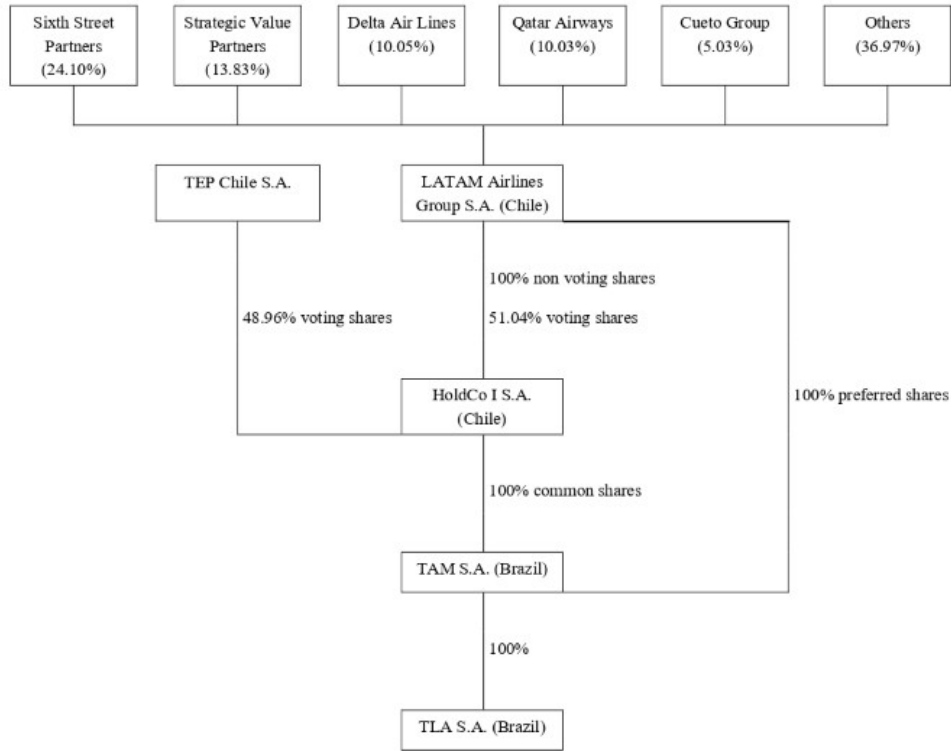 Sixth Street
Partners
(24.10%)
Strategic Value
Partners
(13.83%)
Delta Air Lines
(10.05%)
Qatar Airways
(10.03%)
Cueto Group
(5.03%)
Others
(36.97%)
TEP Chile S.A.
LATAM Airlines
Group S.A. (Chile)
100% non voting shares
48.96% voting shares
51.04% voting shares
HoldCo I S.A.
(Chile)
100% preferred shares
100% common shares
TAM S.A. (Brazil)
100%
TLA S.A. (Brazil)